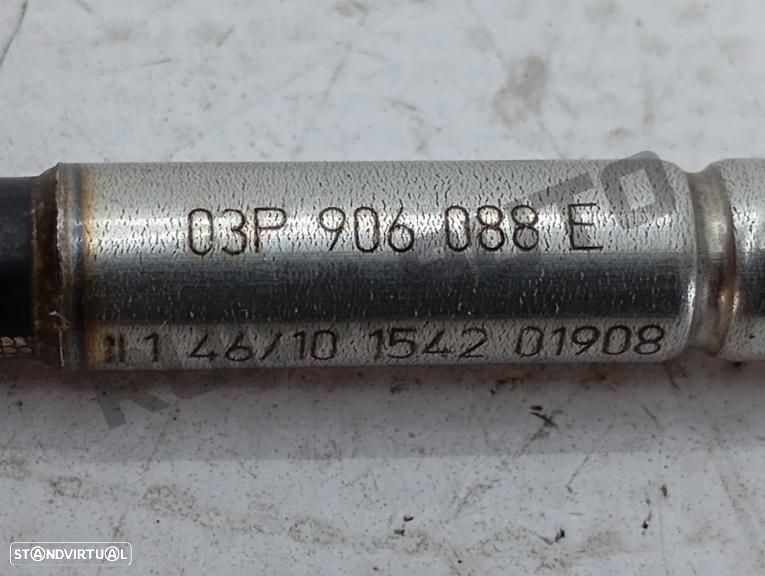 03P 906 088 E
1 46/10 1542 01908
STANDVIRTUAL